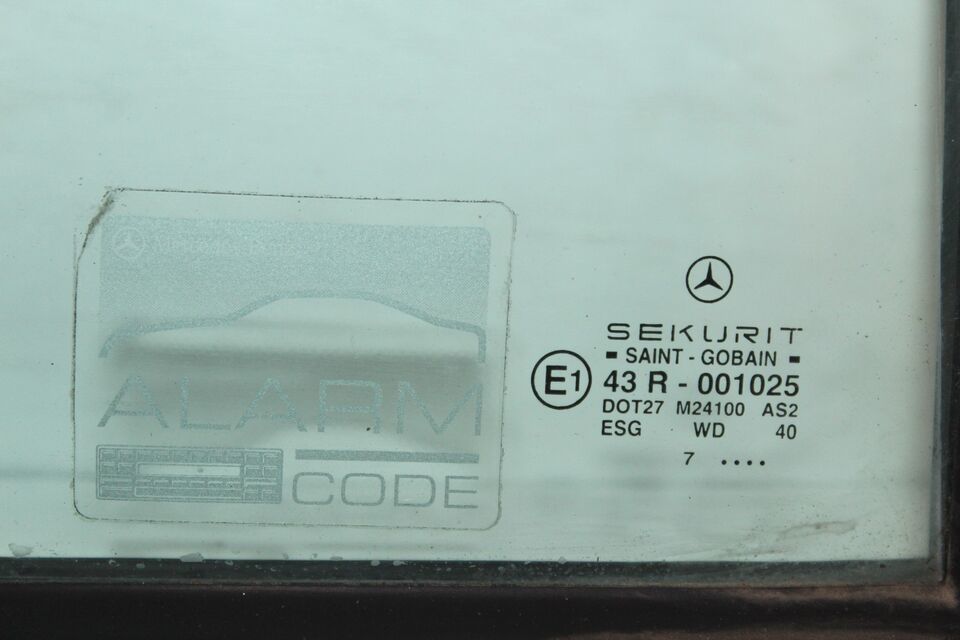 ALARM
CODE
SEKURIT
SAINT - GOBAIN
E1 43 R - 001025
DOT27 M24100 AS2
ESG WD 40
7 ....